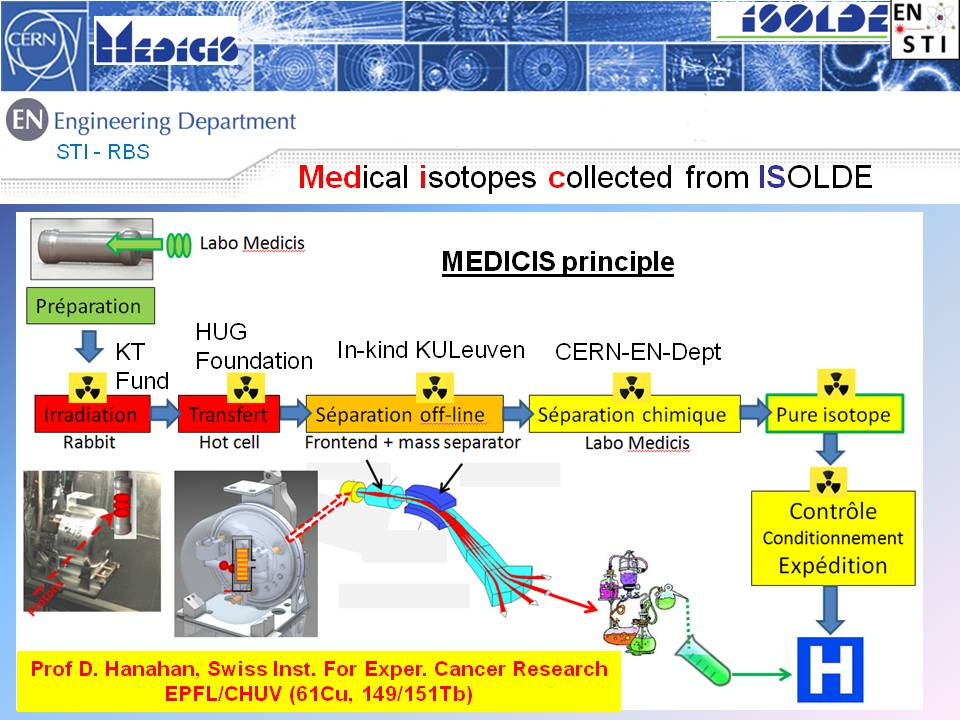 CERN
MEDICIS
ISOLDE
EN
STI
EN Engineering Department
STI - RBS
Medical isotopes collected from ISOLDE
Labo Medicis
MEDICIS principle
Préparation
KT
Fund
HUG
Foundation
In-kind KULeuven
CERN-EN-Dept
Irradiation
Transfert
Séparation off-line
Séparation chimique
Pure isotope
Rabbit
Hot cell
Frontend + mass separator
Labo Medicis
Protons
Contrôle
Conditionnement
Expédition
H
Prof D. Hanahan, Swiss Inst. For Exper. Cancer Research
EPFL/CHUV (61Cu, 149/151Tb)